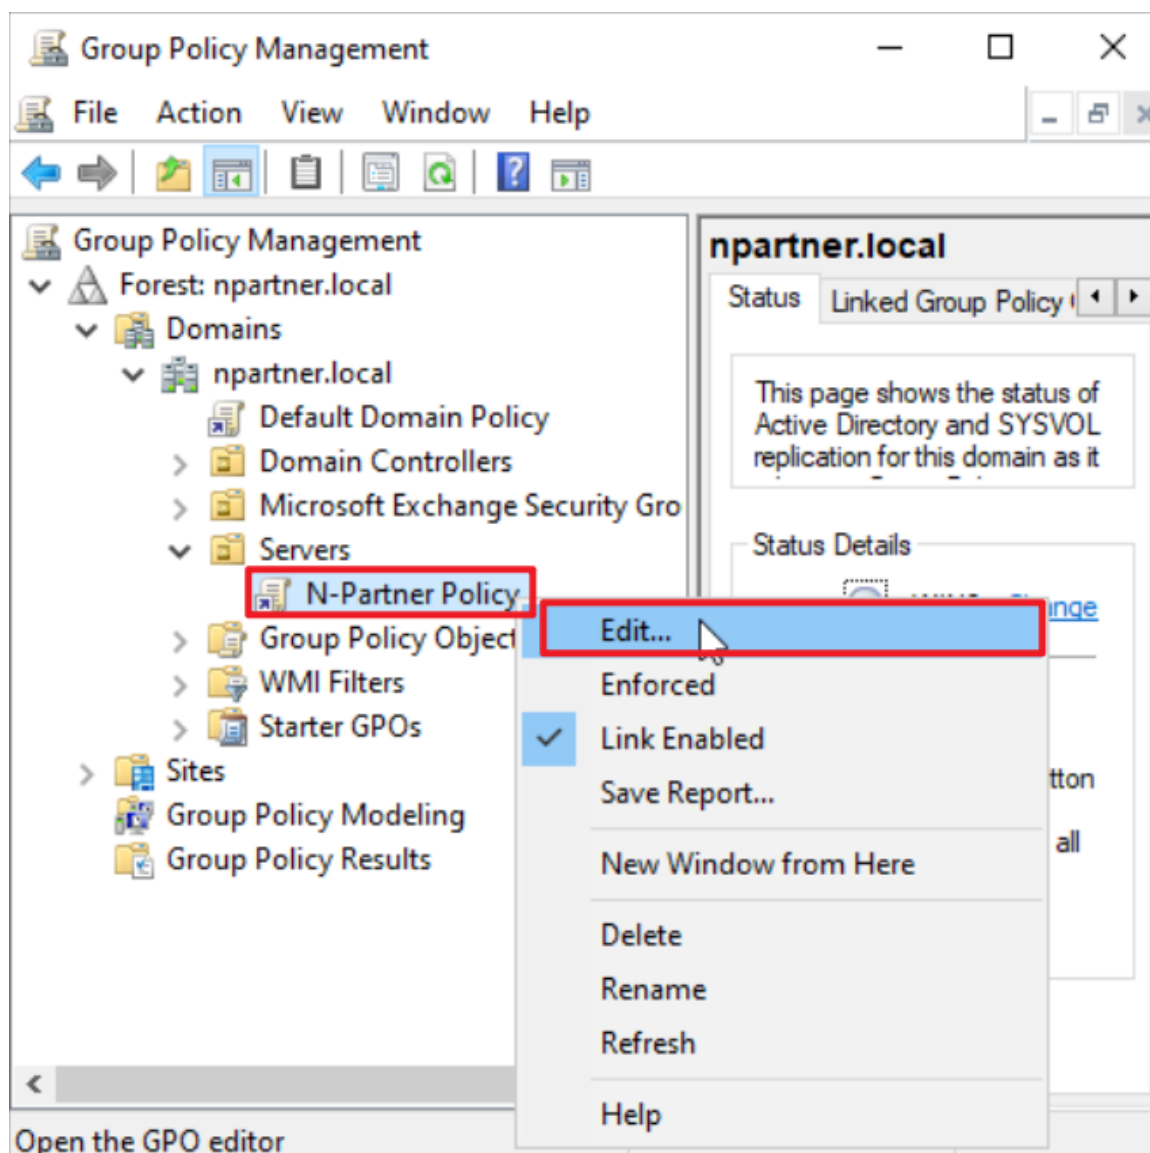 Group Policy Management
File Action View Window Help
Group Policy Management
Forest: npartner.local
Domains
npartner.local
Default Domain Policy
Domain Controllers
Microsoft Exchange Security Gro
Servers
N-Partner Policy
Group Policy Object
WMI Filters
Starter GPOs
Sites
Group Policy Modeling
Group Policy Results
npartner.local
Status Linked Group Policy
This page shows the status of
Active Directory and SYSVOL
replication for this domain as it
Status Details
Edit...
Enforced
Link Enabled
Save Report...
New Window from Here
Delete
Rename
Refresh
Help
tton
all
Open the GPO editor